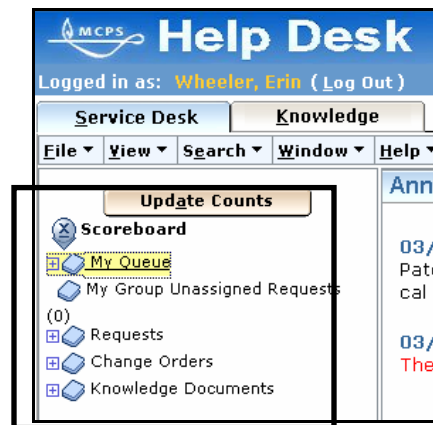 MCPS Help Desk
Logged in as: Wheeler, Erin ( Log Out )
Service Desk Knowledge
File View Search Window Help
Update Counts
Scoreboard
My Queue
My Group Unassigned Requests
(0)
Requests
Change Orders
Knowledge Documents
Ann
03/
Pat
cal
03/
The